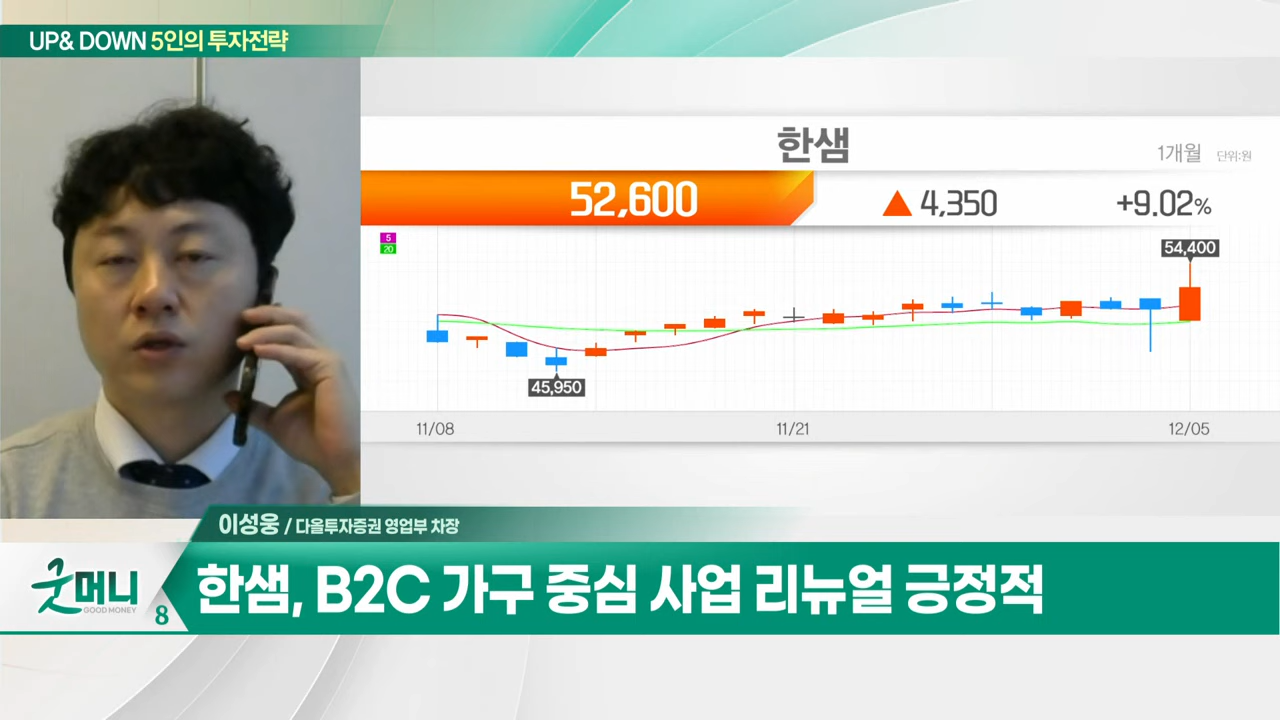 UP& DOWN 5인의 투자전략
한샘
1개월 단위:원
52,600 ▲ 4,350 +9.02%
5
20
54,400
45,950
11/08 11/21 12/05
이성웅 / 다올투자증권 영업부 차장
굿머니
GOOD MONEY
8
한샘, B2C 가구 중심 사업 리뉴얼 긍정적